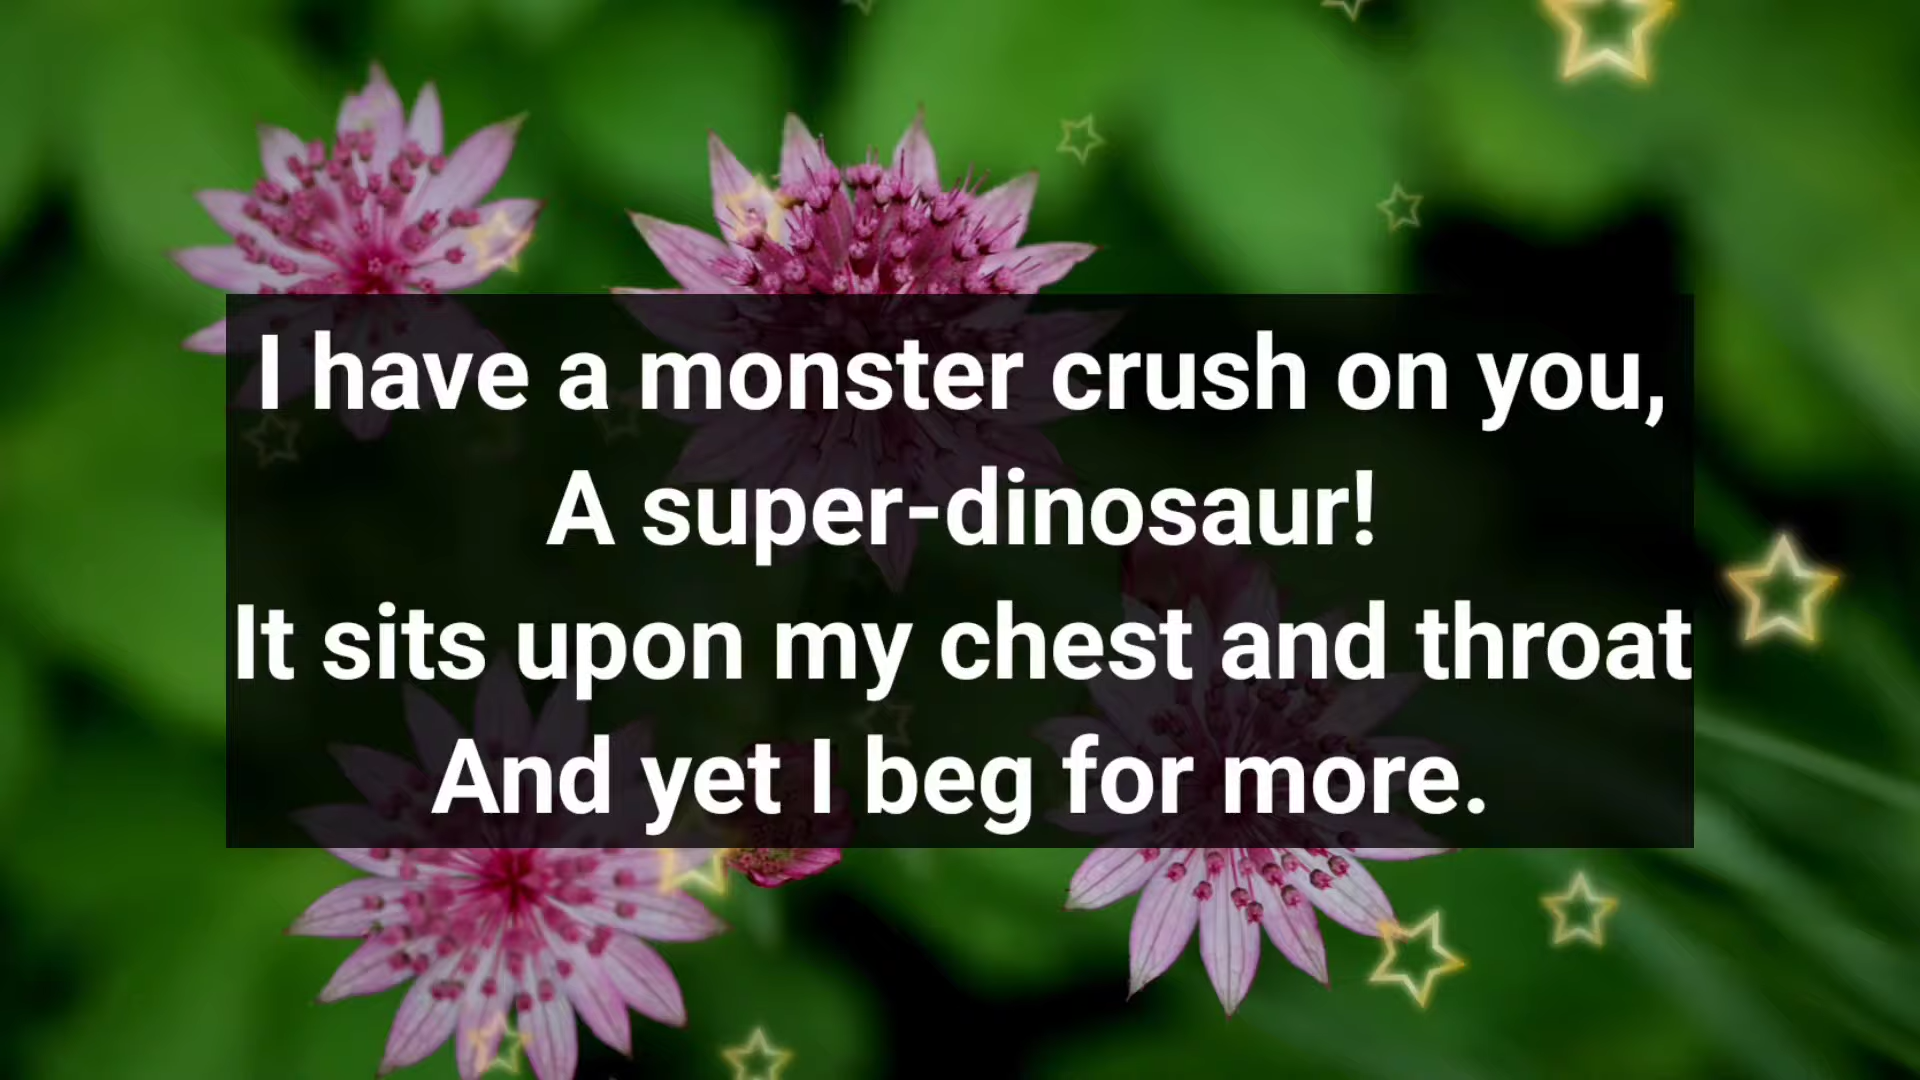 I have a monster crush on you,
A super-dinosaur!
It sits upon my chest and throat
And yet I beg for more.